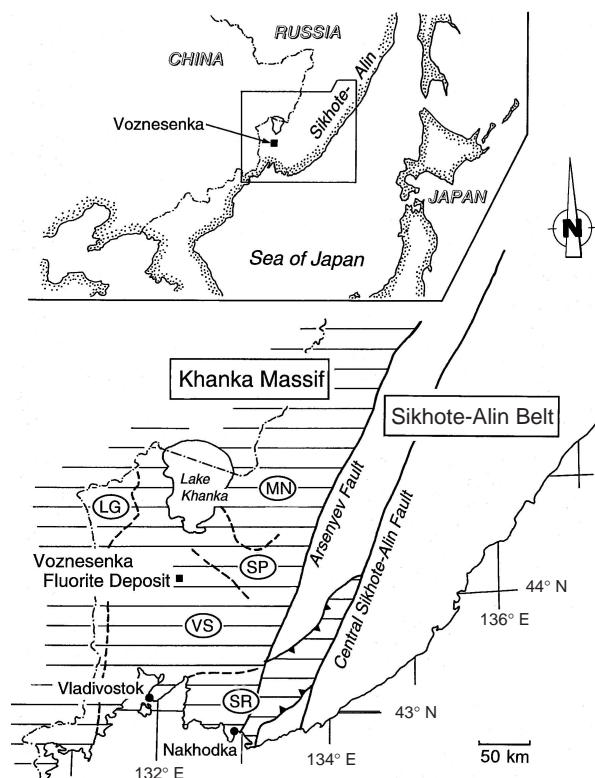 RUSSIA
CHINA
Sikhote-Alin
Voznesenka
JAPAN
Sea of Japan
N
Khanka Massif
Sikhote-Alin Belt
Lake
Khanka
MN
LG
Arsenyev Fault
Central Sikhote-Alin Fault
SP
Voznesenka
Fluorite Deposit
44° N
136° E
VS
Vladivostok
SR
43° N
Nakhodka
134° E
132° E
50 km